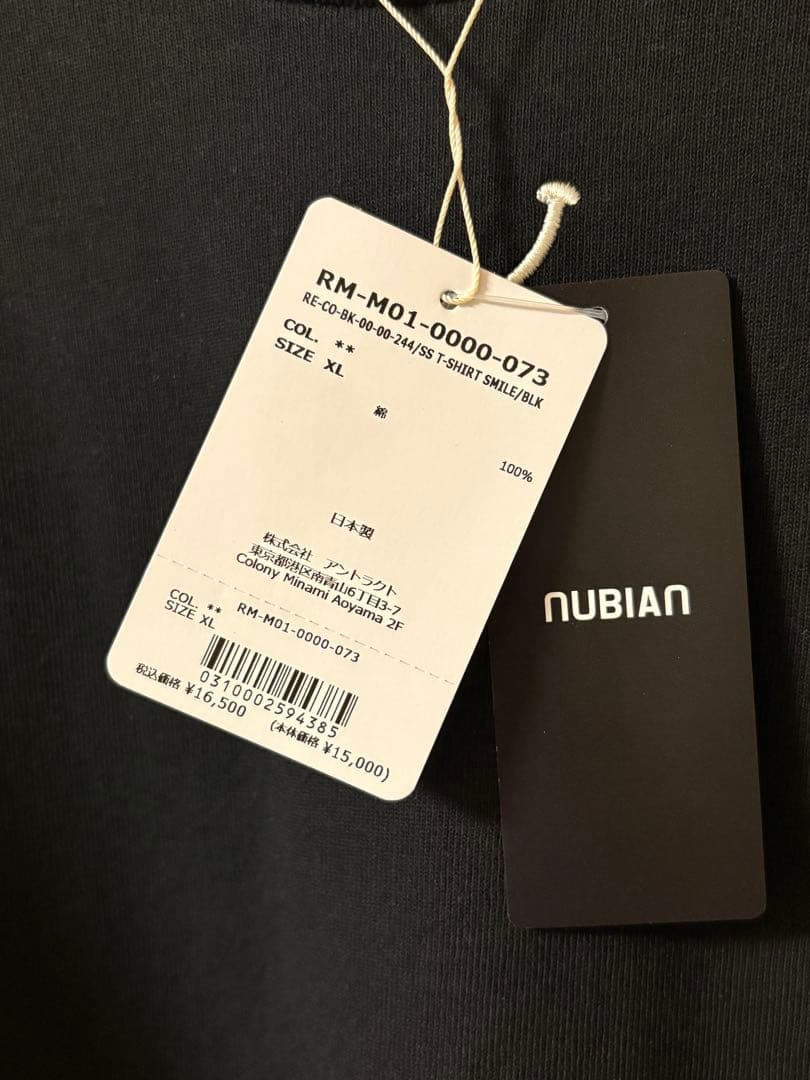 RM-M01-0000-073
RE-CO-BK-00-00-244/SS T-SHIRT SMILE/BLK
COL. **
SIZE XL
綿
100%
日本製
株式会社 アントラクト
東京都港区南青山6丁目3-7
Colony Minami Aoyama 2F
COL. ** RM-M01-0000-073
SIZE XL
0310002594385
税込価格 ¥16,500 (本体価格 ¥15,000)
NUBIAN